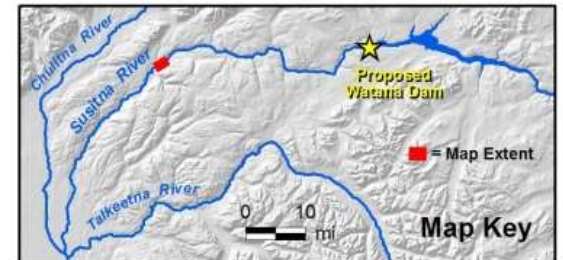 Chulitna River
Susitna River
Proposed
Watana Dam
= Map Extent
Talkeetna River
0 10
mi
Map Key